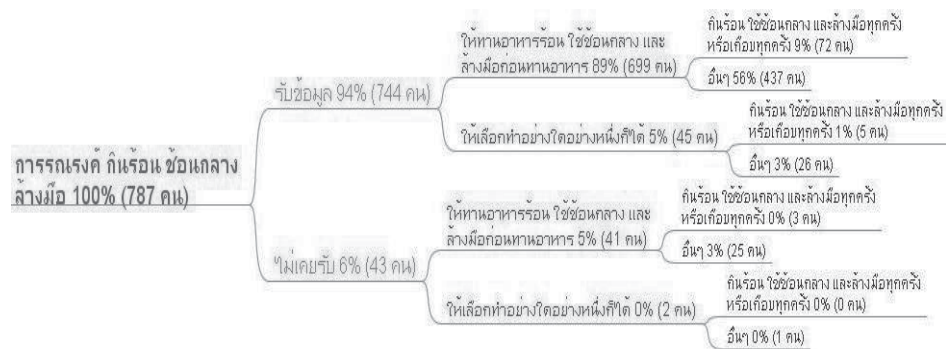 การรณรงค์ กินร้อน ช้อนกลาง
ล้างมือ 100% (787 คน)
รับข้อมูล 94% (744 คน)
ให้ทานอาหารร้อน ใช้ช้อนกลาง และ
ล้างมือก่อนทานอาหาร 89% (699 คน)
กินร้อน ใช้ช้อนกลาง และล้างมือทุกครั้ง
หรือเกือบทุกครั้ง 9% (72 คน)
อื่นๆ 56% (437 คน)
ให้เลือกทำอย่างใดอย่างหนึ่งก็ได้ 5% (45 คน)
กินร้อน ใช้ช้อนกลาง และล้างมือทุกครั้ง
หรือเกือบทุกครั้ง 1% (5 คน)
อื่นๆ 3% (26 คน)
ไม่เคยรับ 6% (43 คน)
ให้ทานอาหารร้อน ใช้ช้อนกลาง และ
ล้างมือก่อนทานอาหาร 5% (41 คน)
กินร้อน ใช้ช้อนกลาง และล้างมือทุกครั้ง
หรือเกือบทุกครั้ง 0% (3 คน)
อื่นๆ 3% (25 คน)
ให้เลือกทำอย่างใดอย่างหนึ่งก็ได้ 0% (2 คน)
กินร้อน ใช้ช้อนกลาง และล้างมือทุกครั้ง
หรือเกือบทุกครั้ง 0% (0 คน)
อื่นๆ 0% (1 คน)